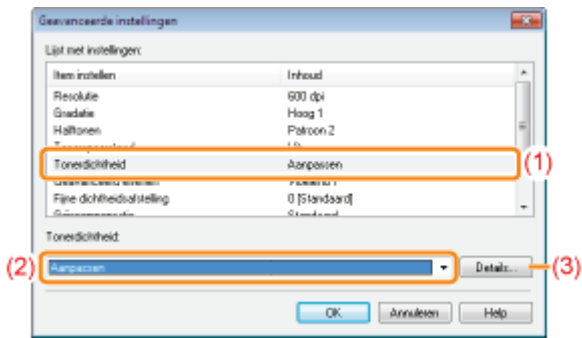 Geavanceerde instellingen
Lijst met instellingen:
Item instellen Inhoud
Resolutie 600 dpi
Gradatie Hoog 1
Halftonen Patroon 2
Tonerdichtheid Aanpassen (1)
Fijne dichtheidsafstelling 0 [Standaard]
Tonerdichtheid:
(2) Aanpassen Details... (3)
OK Annuleren Help